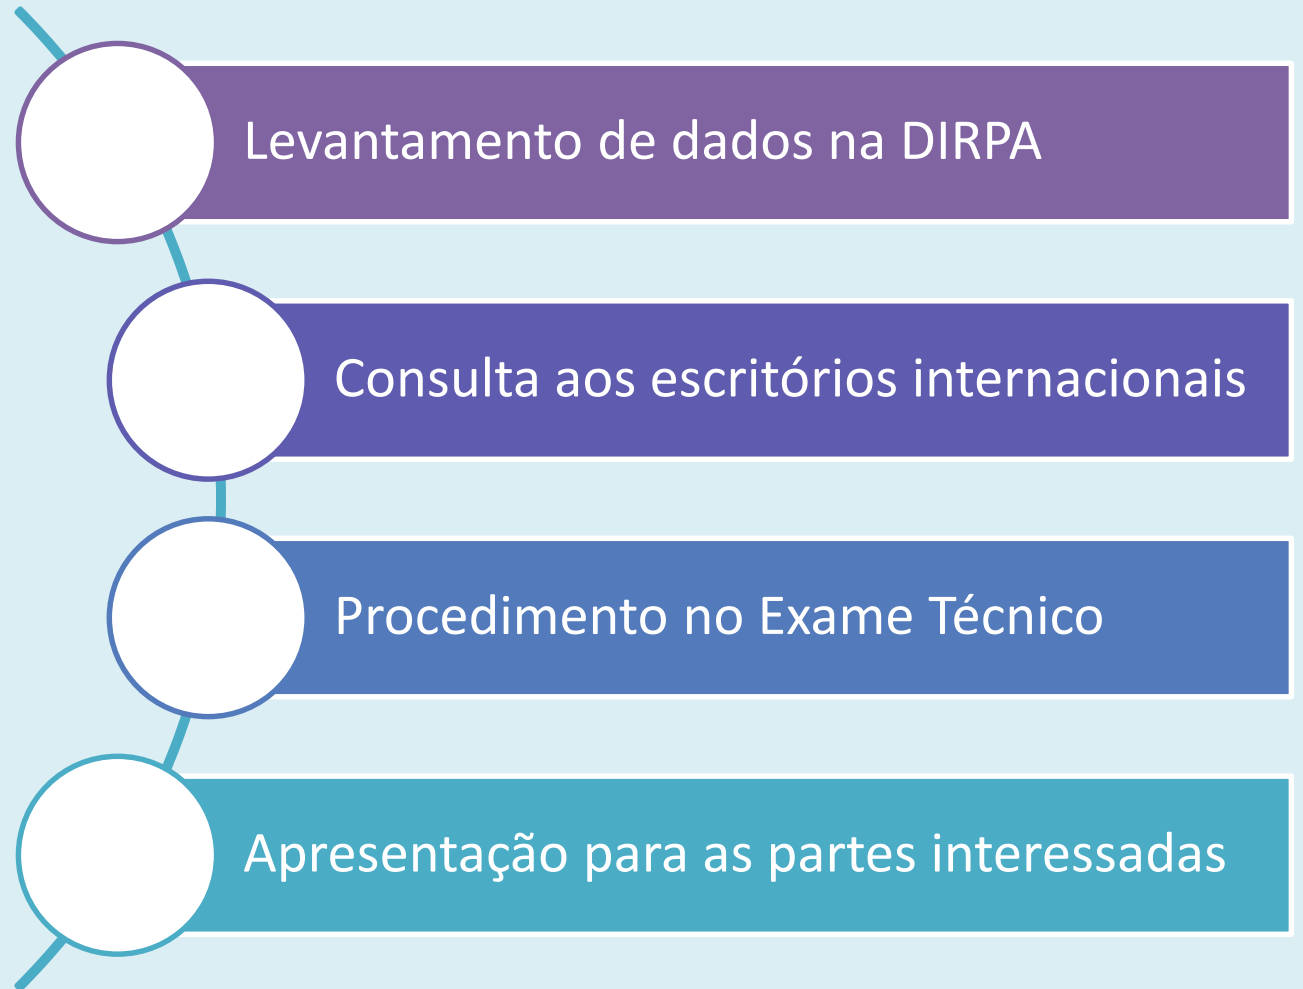 Levantamento de dados na DIRPA
Consulta aos escritórios internacionais
Procedimento no Exame Técnico
Apresentação para as partes interessadas